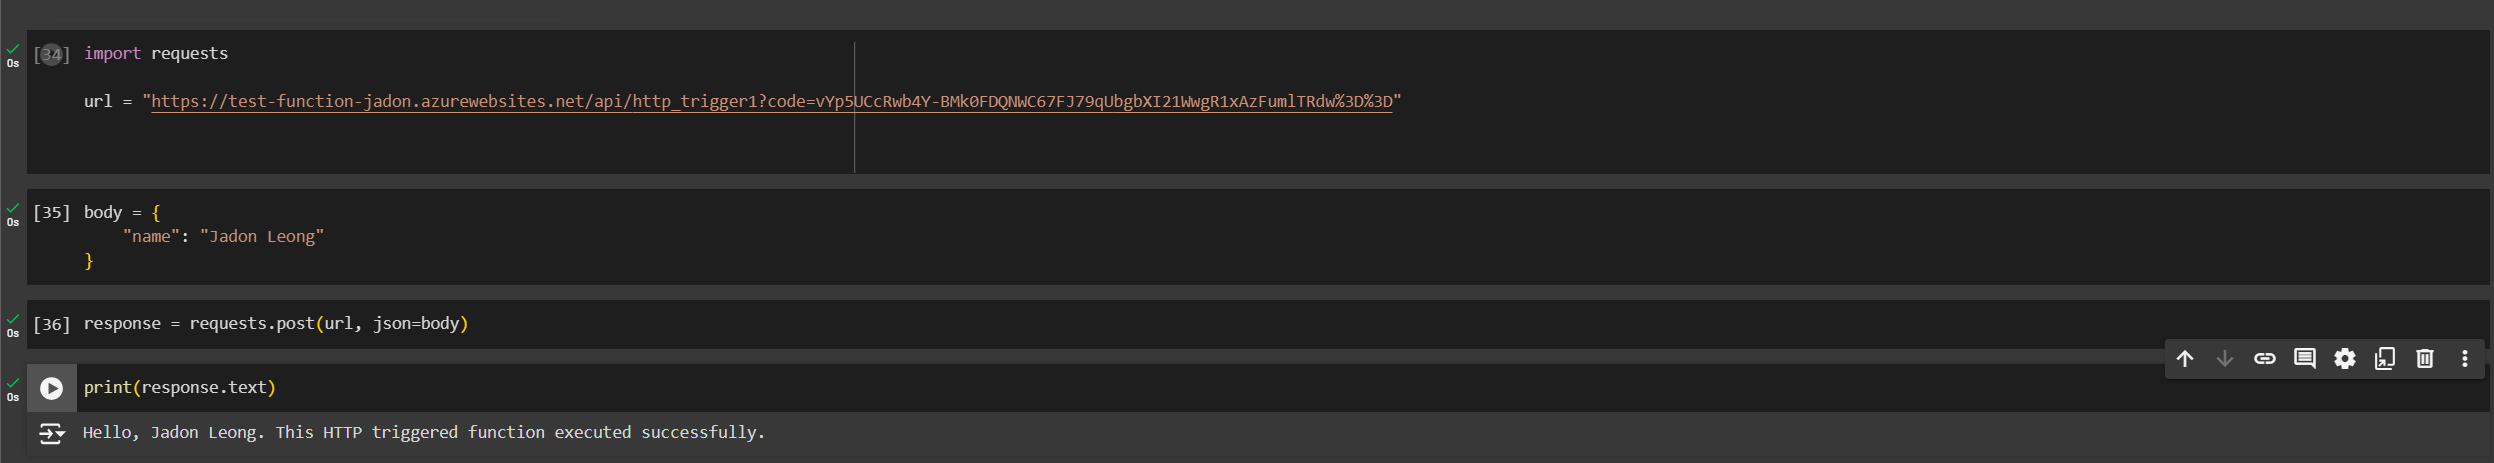 [34] import requests
url = "https://test-function-jadon.azurewebsites.net/api/http_trigger1?code=vYp5UCcRwb4Y-BMk0FDQNWC67FJ79qUbgbXI21WwgR1xAzFumlTRdw%3D%3D"
0s
[35] body = {
"name": "Jadon Leong"
}
0s
[36] response = requests.post(url, json=body)
0s
print(response.text)
0s
Hello, Jadon Leong. This HTTP triggered function executed successfully.